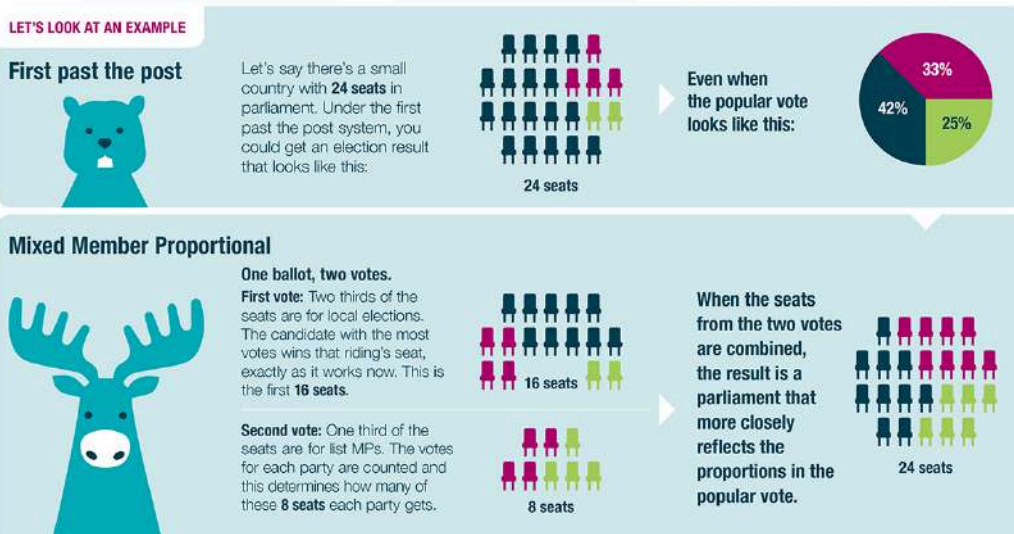 LET'S LOOK AT AN EXAMPLE
First past the post
Let's say there's a small
country with 24 seats in
parliament. Under the first
past the post system, you
could get an election result
that looks like this:
24 seats
Even when
the popular vote
looks like this:
33%
42%
25%
Mixed Member Proportional
One ballot, two votes.
First vote: Two thirds of the
seats are for local elections.
The candidate with the most
votes wins that riding's seat,
exactly as it works now. This is
the first 16 seats.
16 seats
Second vote: One third of the
seats are for list MPs. The votes
for each party are counted and
this determines how many of
these 8 seats each party gets.
8 seats
When the seats
from the two votes
are combined,
the result is a
parliament that
more closely
reflects the
proportions in the
popular vote.
24 seats